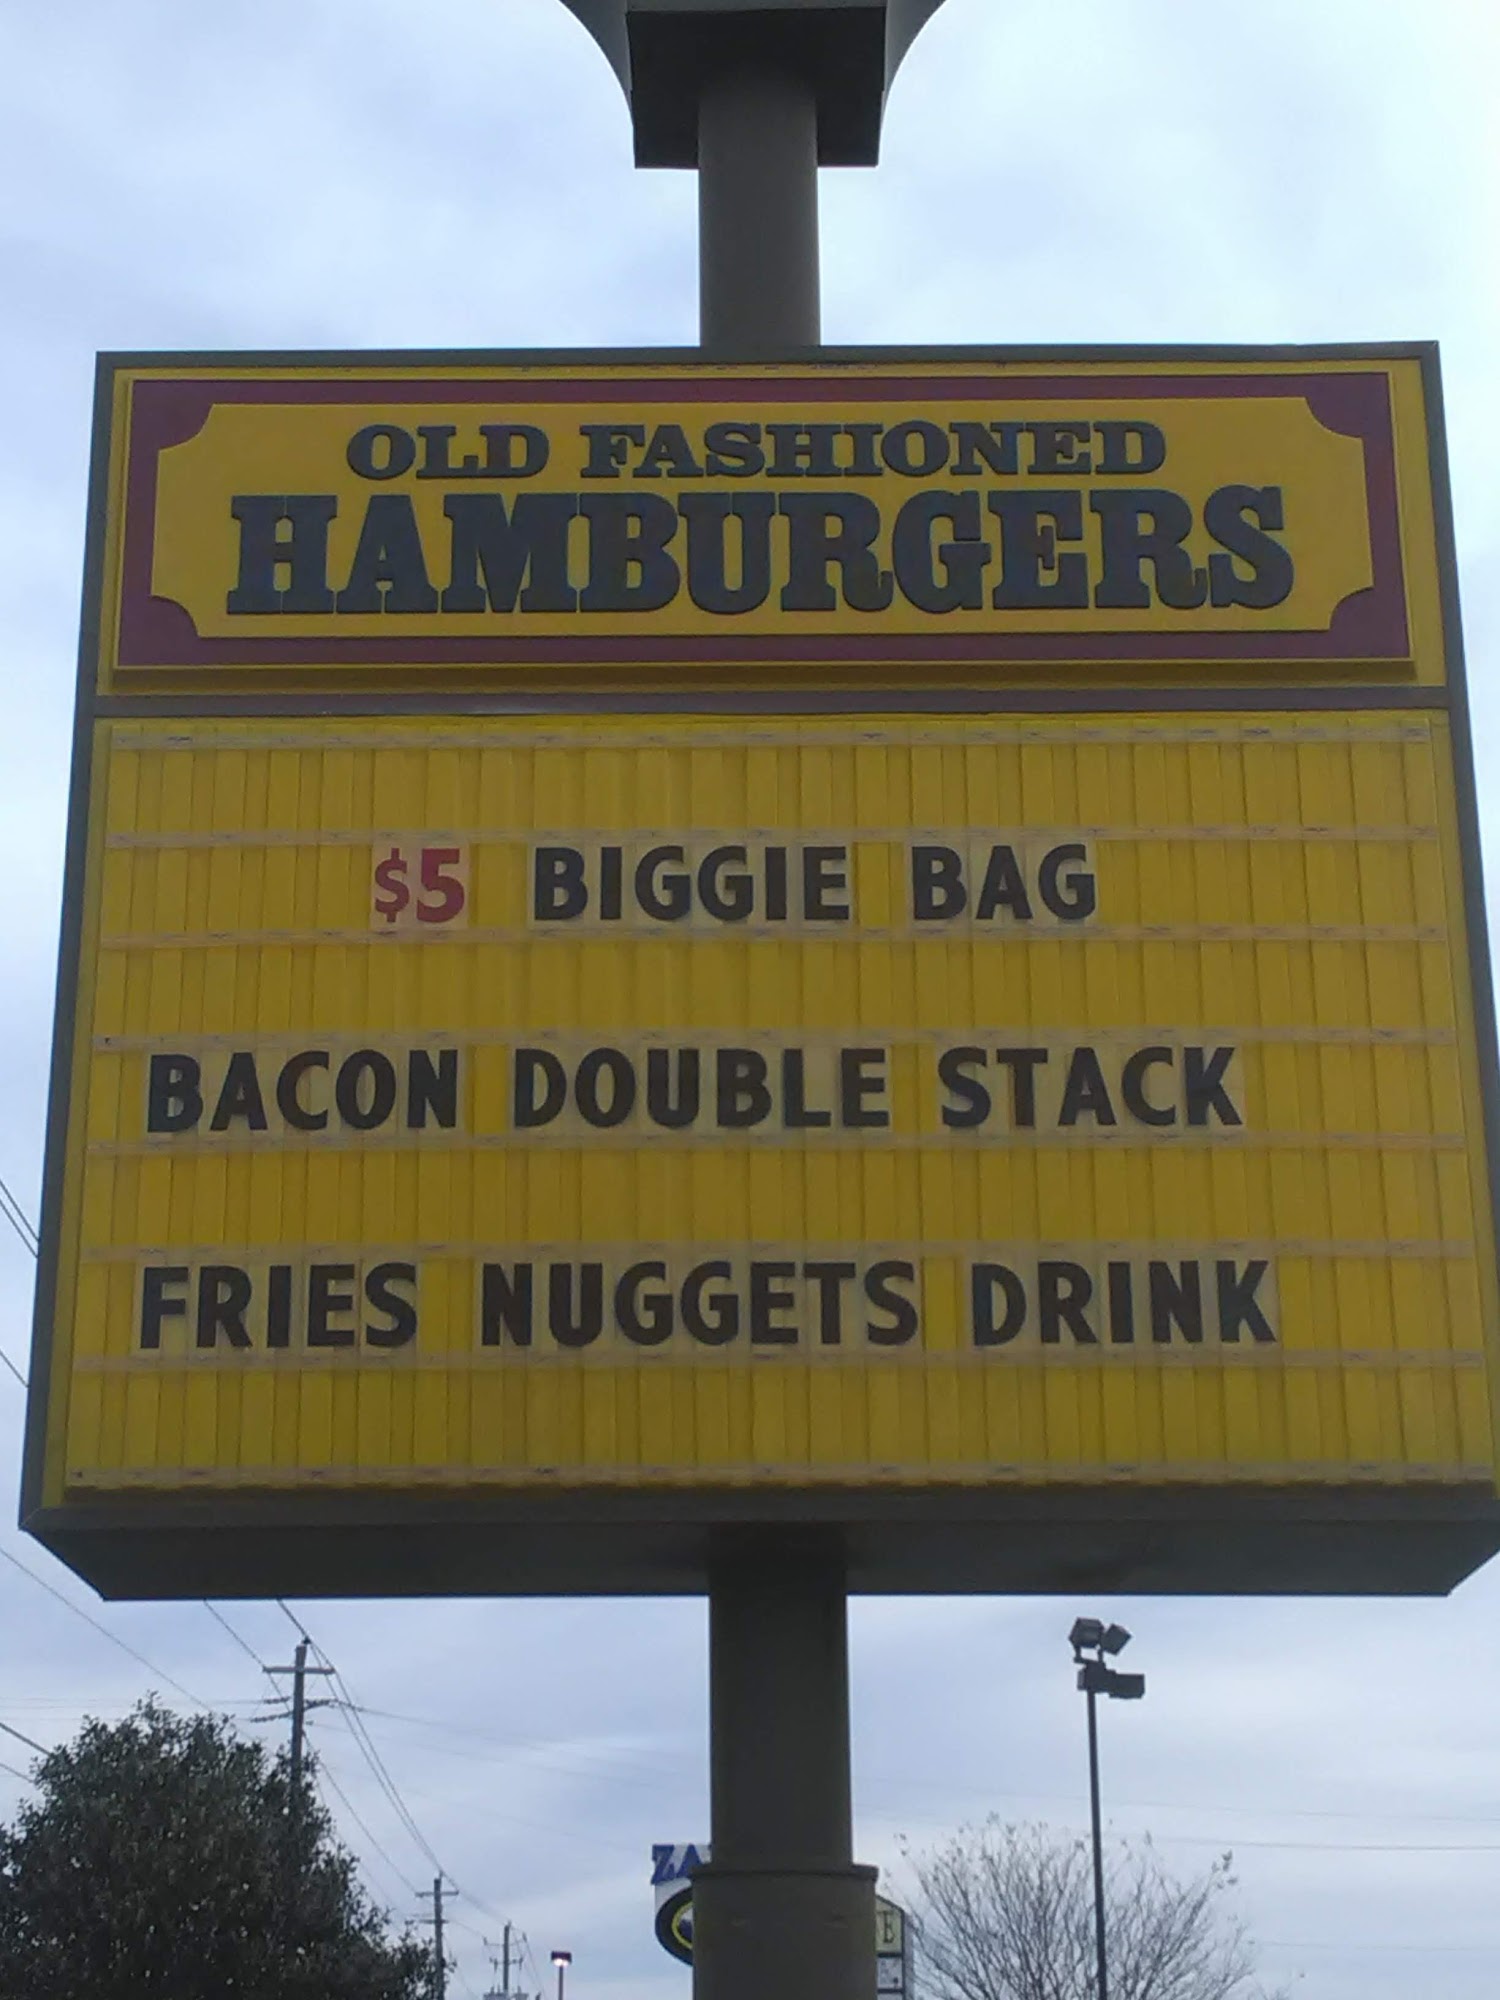 OLD FASHIONED
HAMBURGERS
$5 BIGGIE BAG
BACON DOUBLE STACK
FRIES NUGGETS DRINK